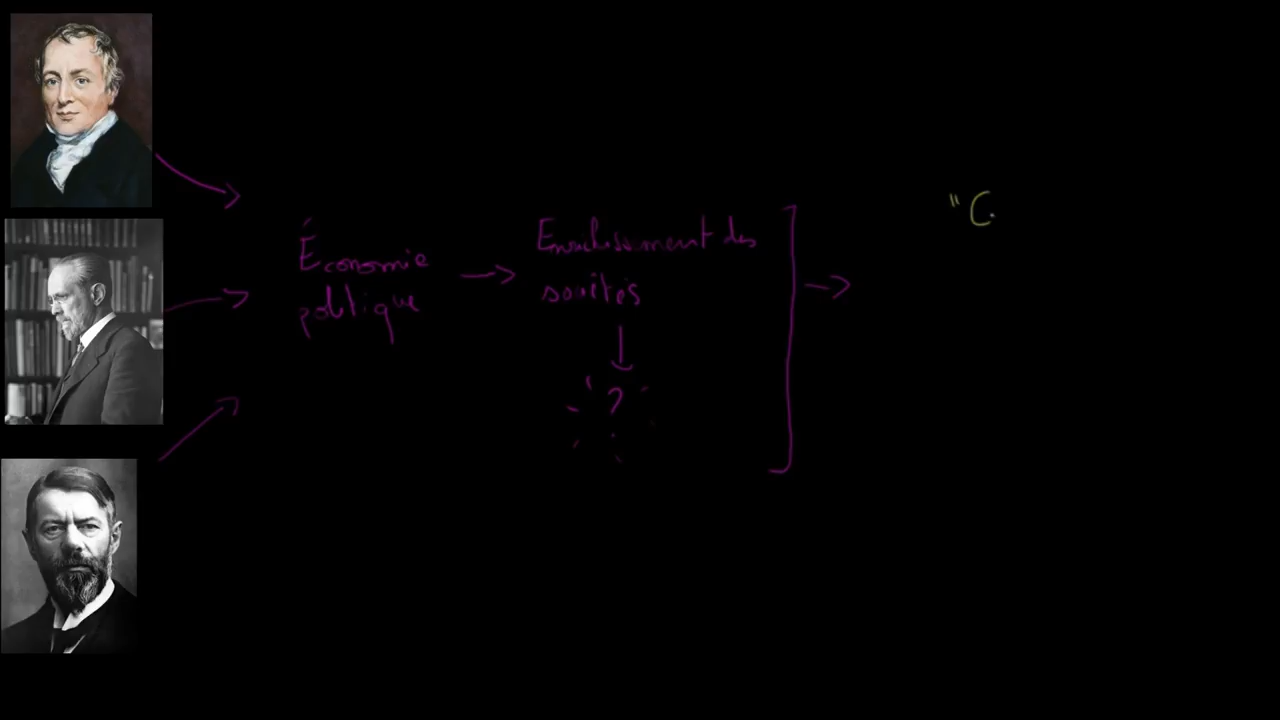 Économie
politique
Enrichissement des
sociétés
?
"C.